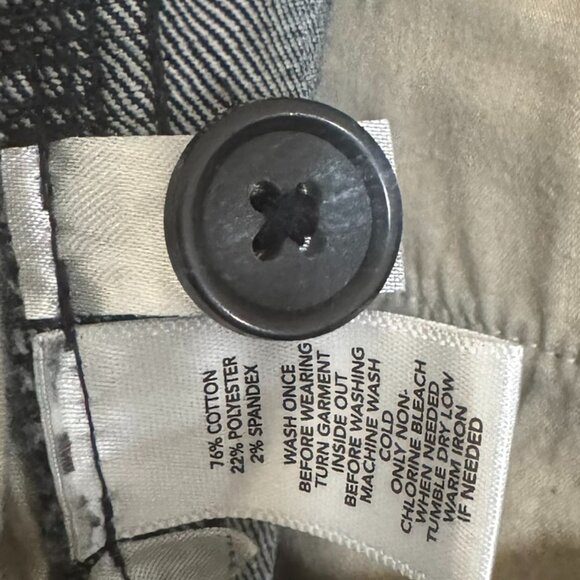 76% COTTON
22% POLYESTER
2% SPANDEX
WASH ONCE
BEFORE WEARING
TURN GARMENT
INSIDE OUT
BEFORE WASHING
MACHINE WASH
COLD
ONLY NON-
CHLORINE BLEACH
WHEN NEEDED
TUMBLE DRY LOW
WARM IRON
IF NEEDED